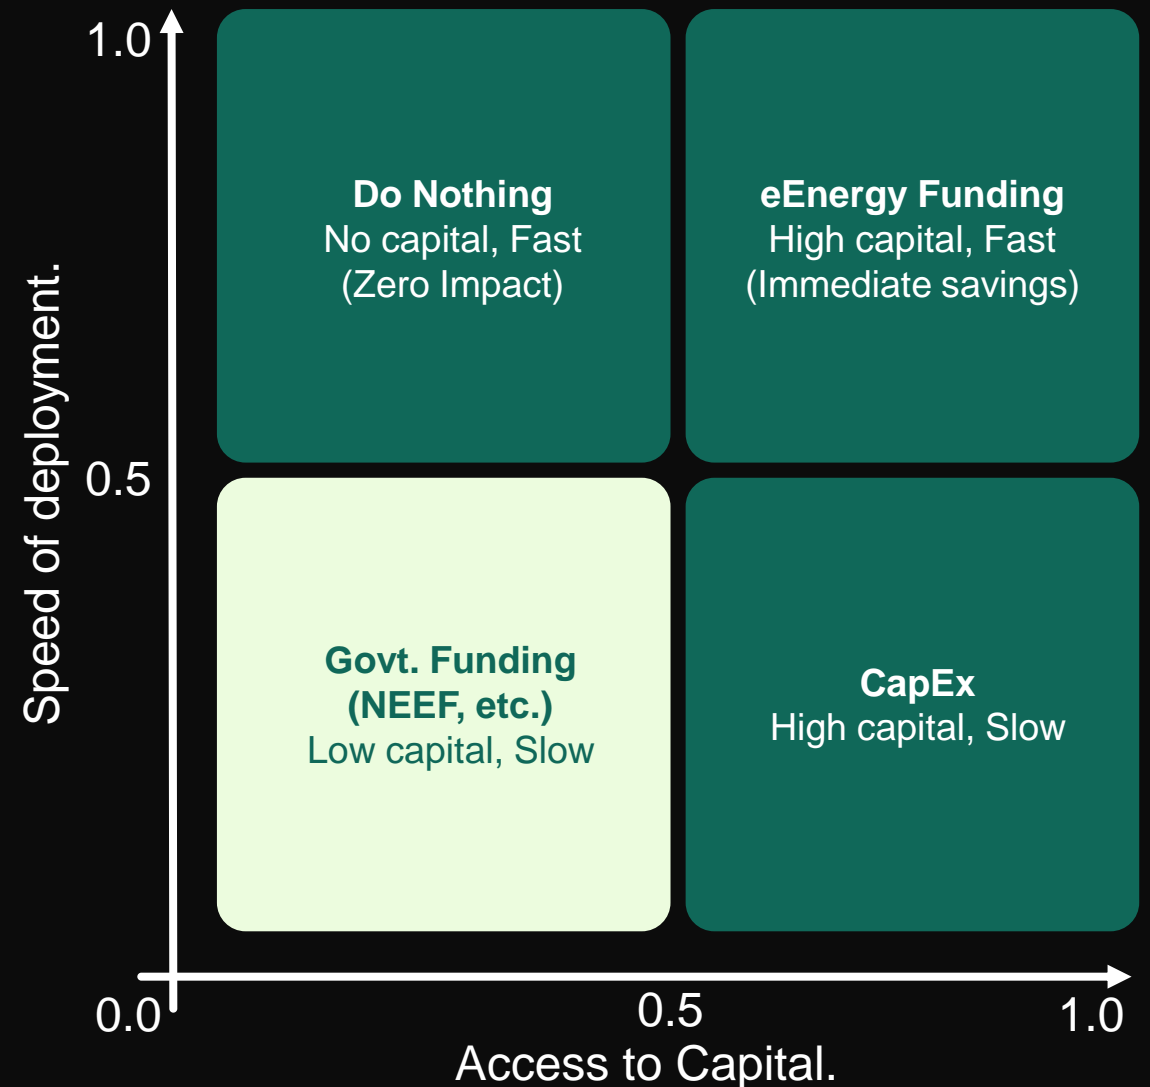 1.0
Do Nothing
No capital, Fast
(Zero Impact)
eEnergy Funding
High capital, Fast
(Immediate savings)
Speed of deployment.
0.5
Govt. Funding
(NEEF, etc.)
Low capital, Slow
CapEx
High capital, Slow
0.0
0.5
1.0
Access to Capital.